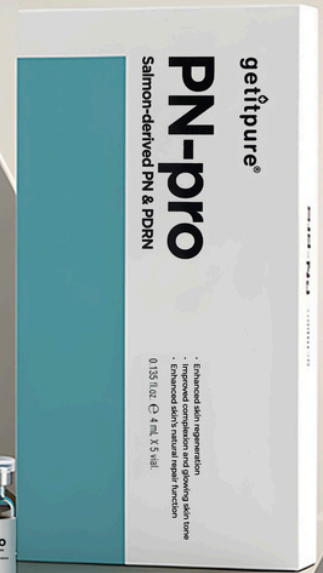 getitpure®
PN-pro
Salmon-derived PN & PDRN
· Enhanced skin regeneration
· Improved complexion and glowing skin tone
· Enhanced skin's natural repair function
0.135 fl.oz. ℮ 4 mL X 5 vial.